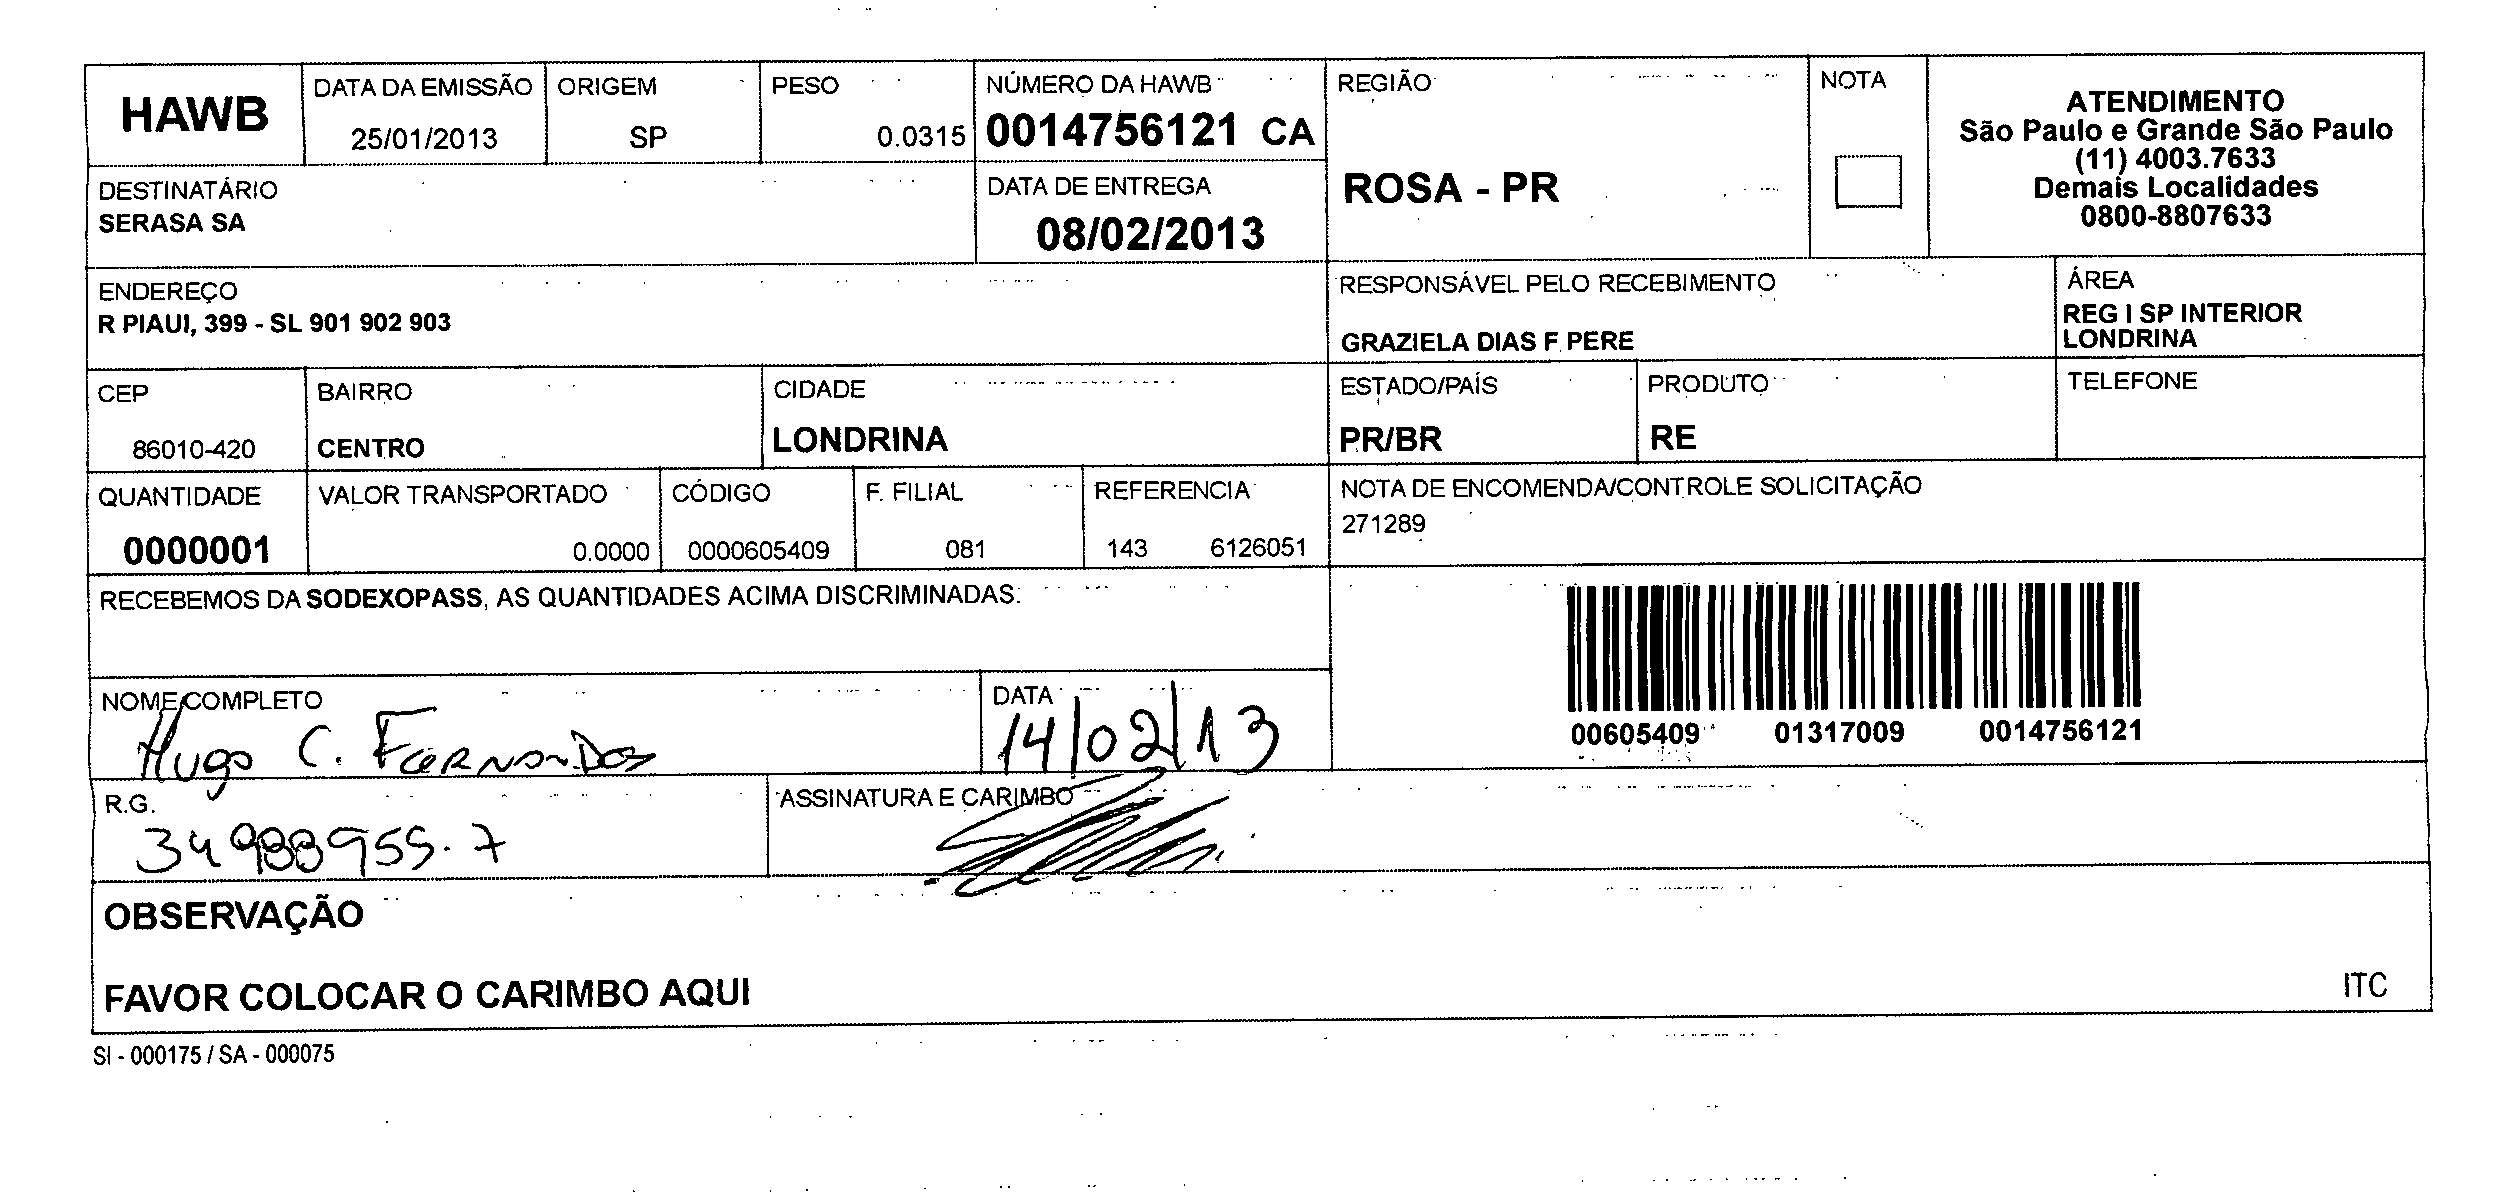 HAWB
DATA DA EMISSÃO
25/01/2013
ORIGEM
SP
PESO
0.0315
NÚMERO DA HAWB
0014756121 CA
REGIÃO
ROSA - PR
NOTA
ATENDIMENTO
São Paulo e Grande São Paulo
(11) 4003.7633
Demais Localidades
0800-8807633
DESTINATÁRIO
SERASA SA
DATA DE ENTREGA
08/02/2013
ENDEREÇO
R PIAUI, 399 - SL 901 902 903
RESPONSÁVEL PELO RECEBIMENTO
GRAZIELA DIAS F PERE
ÁREA
REG I SP INTERIOR
LONDRINA
CEP
86010-420
BAIRRO
CENTRO
CIDADE
LONDRINA
ESTADO/PAÍS
PR/BR
PRODUTO
RE
TELEFONE
QUANTIDADE
0000001
VALOR TRANSPORTADO
0.0000
CÓDIGO
0000605409
F. FILIAL
081
REFERENCIA
143 6126051
NOTA DE ENCOMENDA/CONTROLE SOLICITAÇÃO
271289
RECEBEMOS DA SODEXOPASS, AS QUANTIDADES ACIMA DISCRIMINADAS.
00605409 01317009 0014756121
NOME COMPLETO
Hugo C. Fernandes
DATA
14/02/13
R.G.
34988955-7
ASSINATURA E CARIMBO
OBSERVAÇÃO
FAVOR COLOCAR O CARIMBO AQUI
ITC
SI - 000175 / SA - 000075